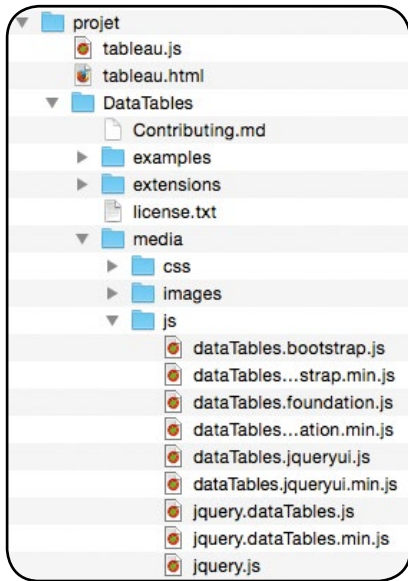 projet
tableau.js
tableau.html
DataTables
Contributing.md
examples
extensions
license.txt
media
css
images
js
dataTables.bootstrap.js
dataTables...strap.min.js
dataTables.foundation.js
dataTables...ation.min.js
dataTables.jqueryui.js
dataTables.jqueryui.min.js
jquery.dataTables.js
jquery.dataTables.min.js
jquery.js